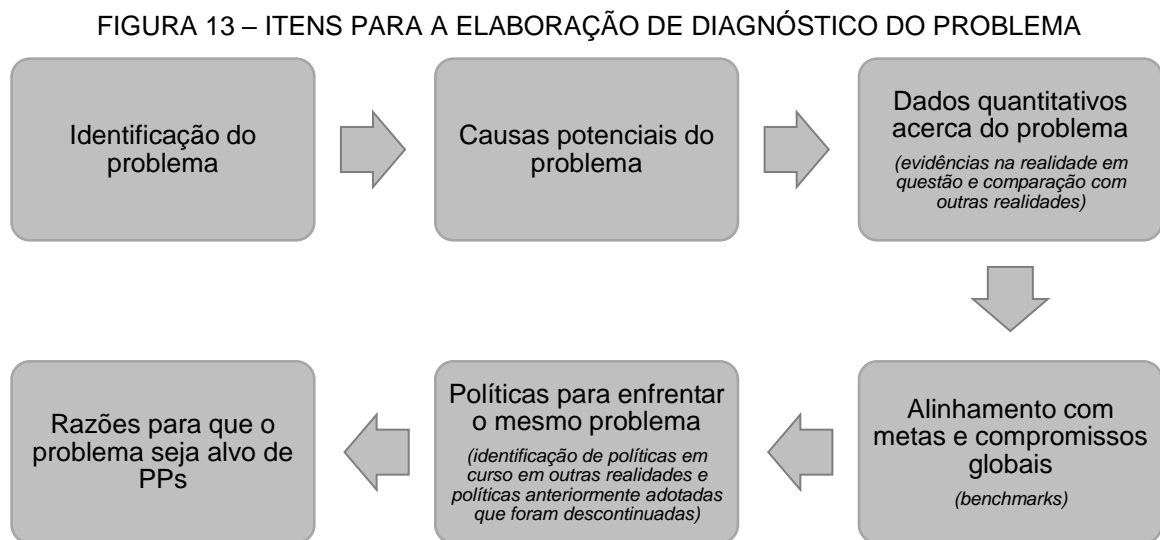 FIGURA 13 – ITENS PARA A ELABORAÇÃO DE DIAGNÓSTICO DO PROBLEMA
Identificação do
problema
Causas potenciais do
problema
Dados quantitativos
acerca do problema
(evidências na realidade em
questão e comparação com
outras realidades)
Alinhamento com
metas e compromissos
globais
(benchmarks)
Políticas para enfrentar
o mesmo problema
(identificação de políticas em
curso em outras realidades e
políticas anteriormente adotadas
que foram descontinuadas)
Razões para que o
problema seja alvo de
PPs